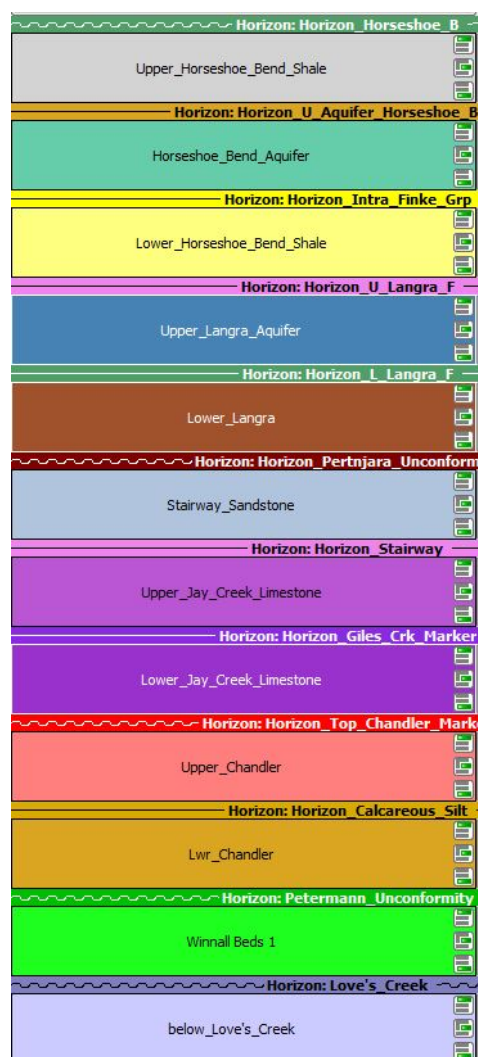 Horizon: Horizon_Horseshoe_B
Upper_Horseshoe_Bend_Shale
Horizon: Horizon_U_Aquifer_Horseshoe_B
Horseshoe_Bend_Aquifer
Horizon: Horizon_Intra_Finke_Grp
Lower_Horseshoe_Bend_Shale
Horizon: Horizon_U_Langra_F
Upper_Langra_Aquifer
Horizon: Horizon_L_Langra_F
Lower_Langra
Horizon: Horizon_Pertnjara_Unconform
Stairway_Sandstone
Horizon: Horizon_Stairway
Upper_Jay_Creek_Limestone
Horizon: Horizon_Giles_Crk_Marker
Lower_Jay_Creek_Limestone
Horizon: Horizon_Top_Chandler_Mark
Upper_Chandler
Horizon: Horizon_Calcareous_Silt
Lwr_Chandler
Horizon: Petermann_Unconformity
Winnall Beds 1
Horizon: Love's_Creek
below_Love's_Creek